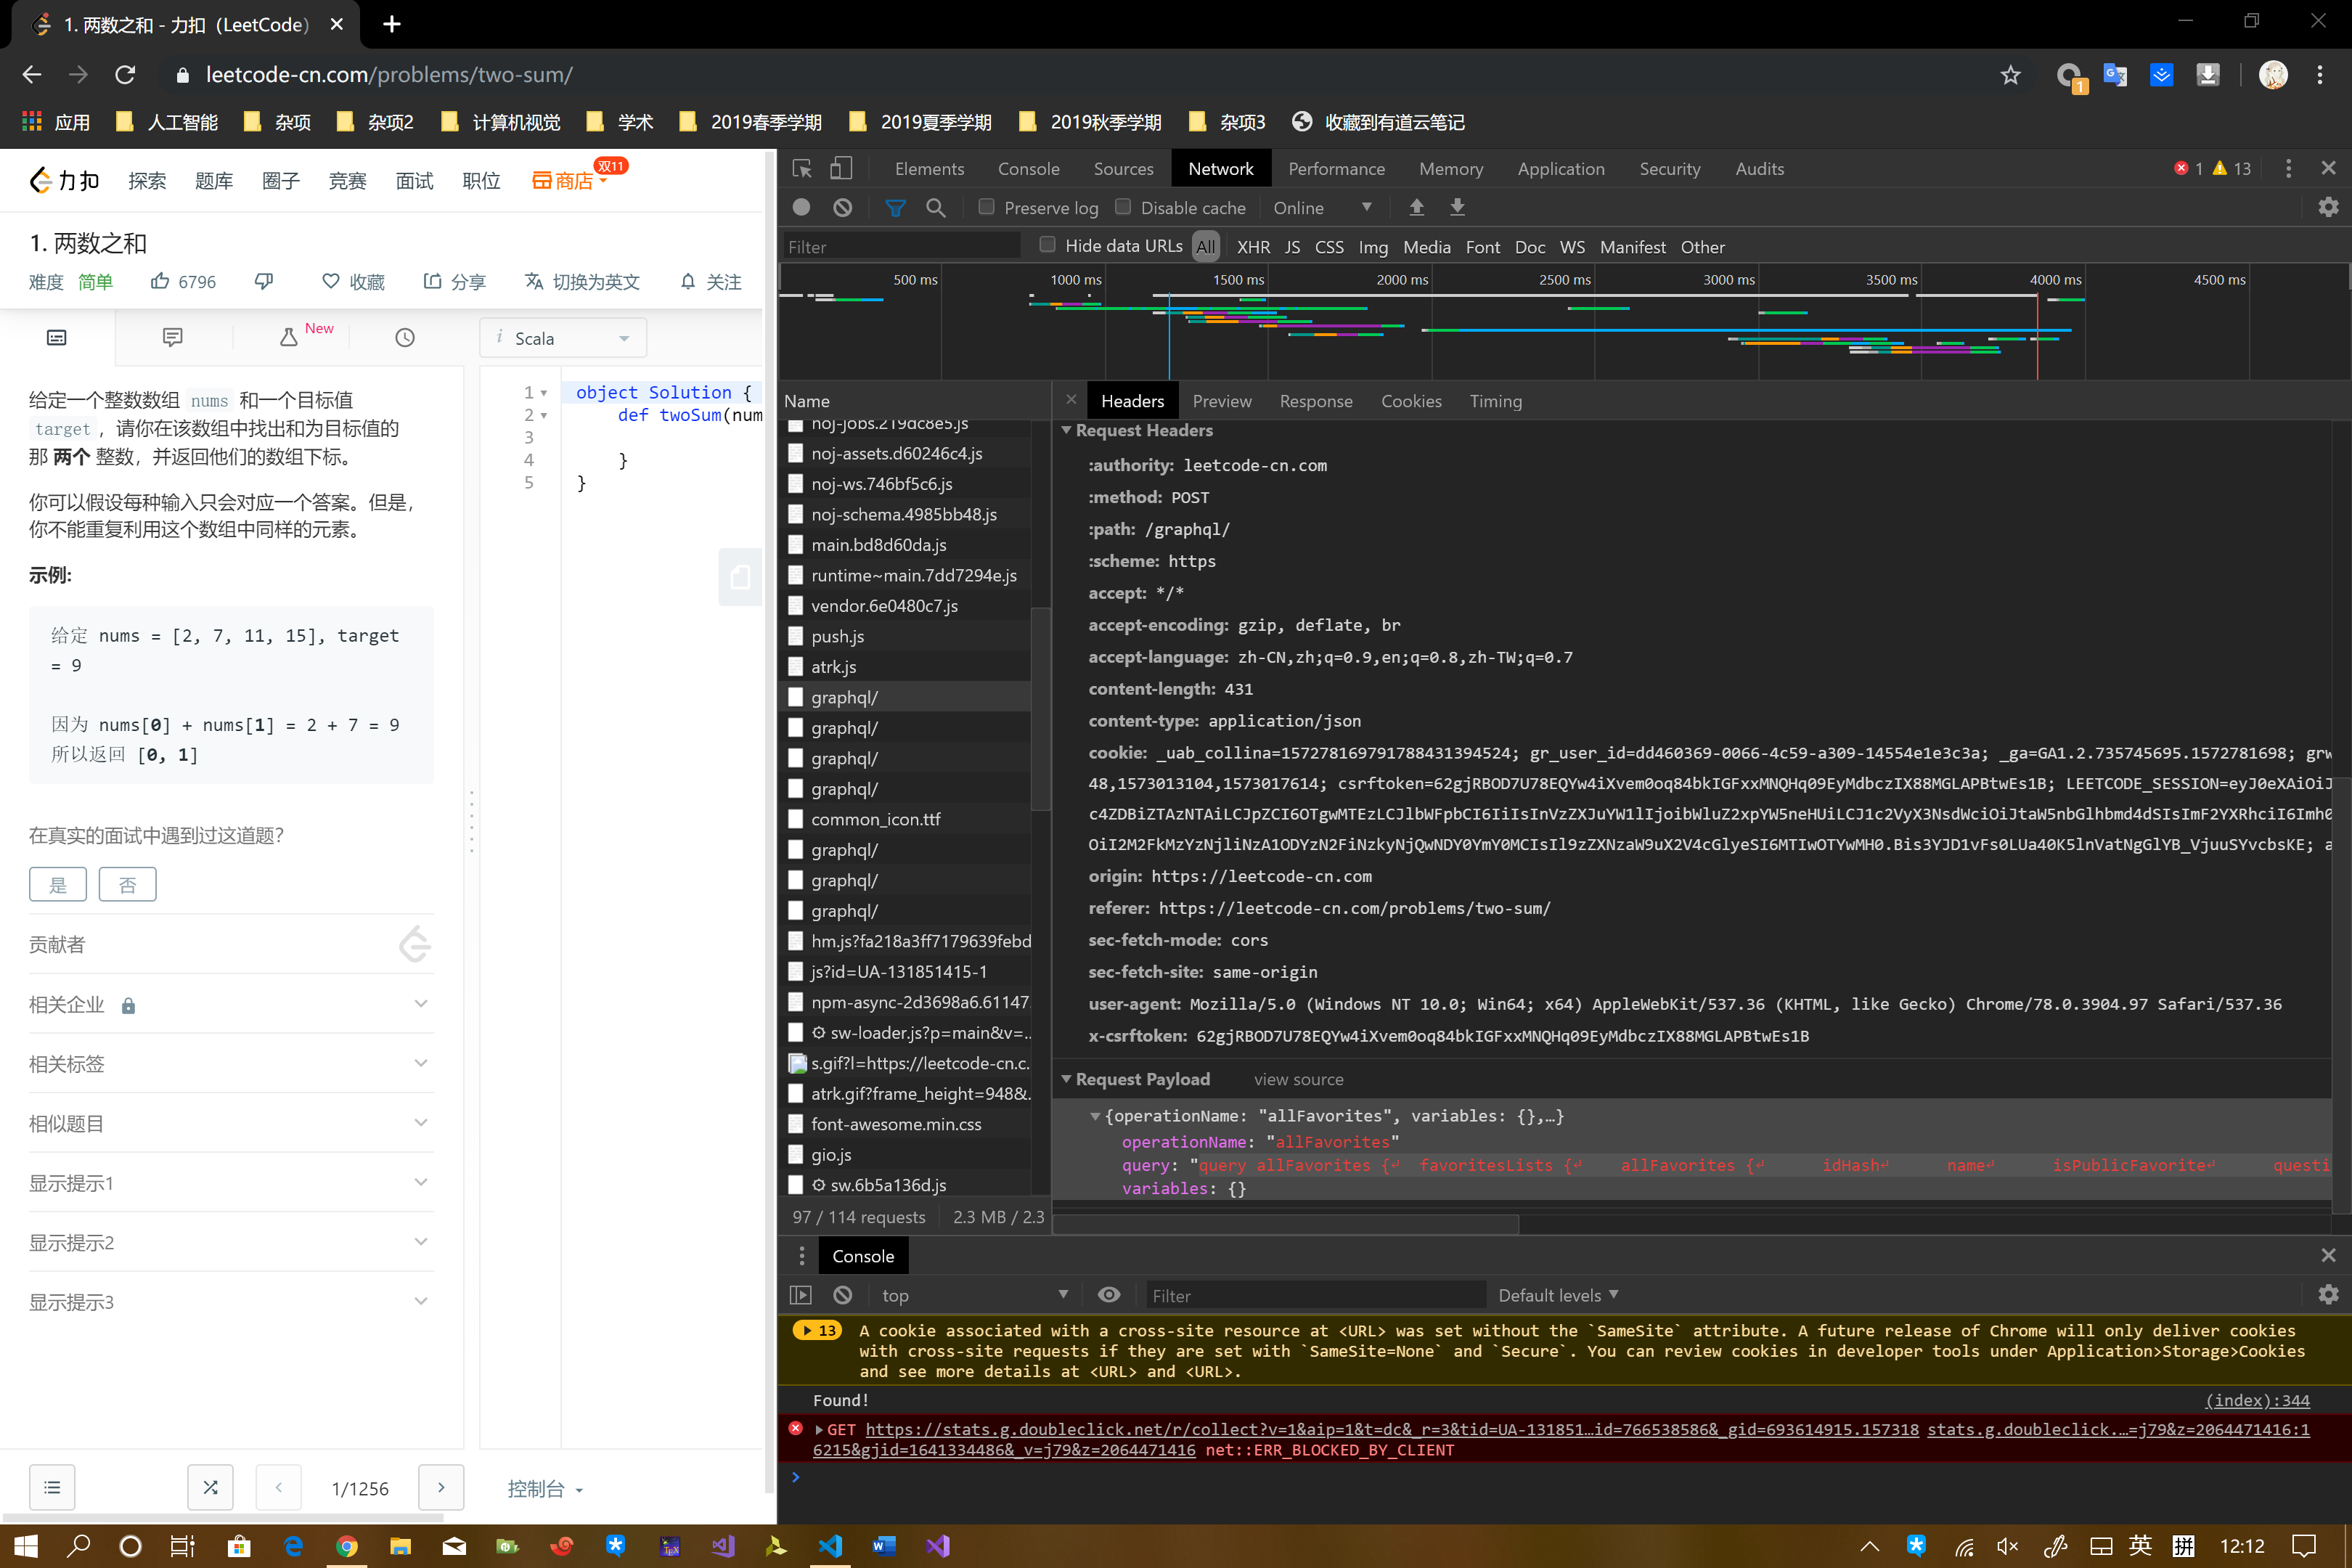 1. 两数之和 - 力扣（LeetCode）
leetcode-cn.com/problems/two-sum/
1
应用 人工智能 杂项 杂项2 计算机视觉 学术 2019春季学期 2019夏季学期 2019秋季学期 杂项3 收藏到有道云笔记
力扣 探索 题库 圈子 竞赛 面试 职位 商店 双11
1. 两数之和
难度 简单 6796 收藏 分享 切换为英文 关注
New
i Scala
给定一个整数数组 nums 和一个目标值
target ，请你在该数组中找出和为目标值的
那 两个 整数，并返回他们的数组下标。
你可以假设每种输入只会对应一个答案。但是，
你不能重复利用这个数组中同样的元素。
示例:
给定 nums = [2, 7, 11, 15], target
= 9
因为 nums[0] + nums[1] = 2 + 7 = 9
所以返回 [0, 1]
在真实的面试中遇到过这道题?
是 否
贡献者
相关企业
相关标签
相似题目
显示提示1
显示提示2
显示提示3
1/1256
控制台
1 object Solution {
2 def twoSum(num
3
4 }
5 }
Elements Console Sources Network Performance Memory Application Security Audits 1 13
Preserve log Disable cache Online
Filter Hide data URLs All XHR JS CSS Img Media Font Doc WS Manifest Other
500 ms 1000 ms 1500 ms 2000 ms 2500 ms 3000 ms 3500 ms 4000 ms 4500 ms
Name
noj-jobs.219dc8e5.js
noj-assets.d60246c4.js
noj-ws.746bf5c6.js
noj-schema.4985bb48.js
main.bd8d60da.js
runtime~main.7dd7294e.js
vendor.6e0480c7.js
push.js
atrk.js
graphql/
graphql/
graphql/
graphql/
common_icon.ttf
graphql/
graphql/
graphql/
hm.js?fa218a3ff7179639febd
js?id=UA-131851415-1
npm-async-2d3698a6.61147
sw-loader.js?p=main&v=…
s.gif?l=https://leetcode-cn.c…
atrk.gif?frame_height=948&…
font-awesome.min.css
gio.js
sw.6b5a136d.js
97 / 114 requests 2.3 MB / 2.3
Headers Preview Response Cookies Timing
Request Headers
:authority: leetcode-cn.com
:method: POST
:path: /graphql/
:scheme: https
accept: */*
accept-encoding: gzip, deflate, br
accept-language: zh-CN,zh;q=0.9,en;q=0.8,zh-TW;q=0.7
content-length: 431
content-type: application/json
cookie: _uab_collina=157278169791788431394524; gr_user_id=dd460369-0066-4c59-a309-14554e1e3c3a; _ga=GA1.2.735745695.1572781698; grw
48,1573013104,1573017614; csrftoken=62gjRBOD7U78EQYw4iXvem0oq84bkIGFxxMNQHq09EyMdbczIX88MGLAPBtwEs1B; LEETCODE_SESSION=eyJ0eXAiOiJ
c4ZDBiZTAzNTAiLCJpZCI6OTgwMTEzLCJlbWFpbCI6IiIsInVzZXJuYW1lIjoibWluZ2xpYW5neHUiLCJ1c2VyX3NsdWciOiJtaW5nbGlhbmd4dSIsImF2YXRhciI6Imh0
OiI2M2FkMzYzNjliNzA1ODYzN2FiNzkyNjQwNDY0YmY0MCIsIl9zZXNzaW9uX2V4cGlyeSI6MTIwOTYwMH0.Bis3YJD1vFs0LUa40K5lnVatNgGlYB_VjuuSYvcbsKE; a
origin: https://leetcode-cn.com
referer: https://leetcode-cn.com/problems/two-sum/
sec-fetch-mode: cors
sec-fetch-site: same-origin
user-agent: Mozilla/5.0 (Windows NT 10.0; Win64; x64) AppleWebKit/537.36 (KHTML, like Gecko) Chrome/78.0.3904.97 Safari/537.36
x-csrftoken: 62gjRBOD7U78EQYw4iXvem0oq84bkIGFxxMNQHq09EyMdbczIX88MGLAPBtwEs1B
Request Payload view source
{operationName: "allFavorites", variables: {},…}
operationName: "allFavorites"
query: "query allFavorites {↵ favoritesLists {↵ allFavorites {↵ idHash↵ name↵ isPublicFavorite↵ questi
variables: {}
Console
top Filter Default levels
13 A cookie associated with a cross-site resource at <URL> was set without the `SameSite` attribute. A future release of Chrome will only deliver cookies
with cross-site requests if they are set with `SameSite=None` and `Secure`. You can review cookies in developer tools under Application>Storage>Cookies
and see more details at <URL> and <URL>.
Found! (index):344
GET https://stats.g.doubleclick.net/r/collect?v=1&aip=1&t=dc&_r=3&tid=UA-131851…id=766538586&_gid=693614915.157318 stats.g.doubleclick.…=j79&z=2064471416:1
6215&gjid=1641334486&_v=j79&z=2064471416 net::ERR_BLOCKED_BY_CLIENT
英 拼 12:12